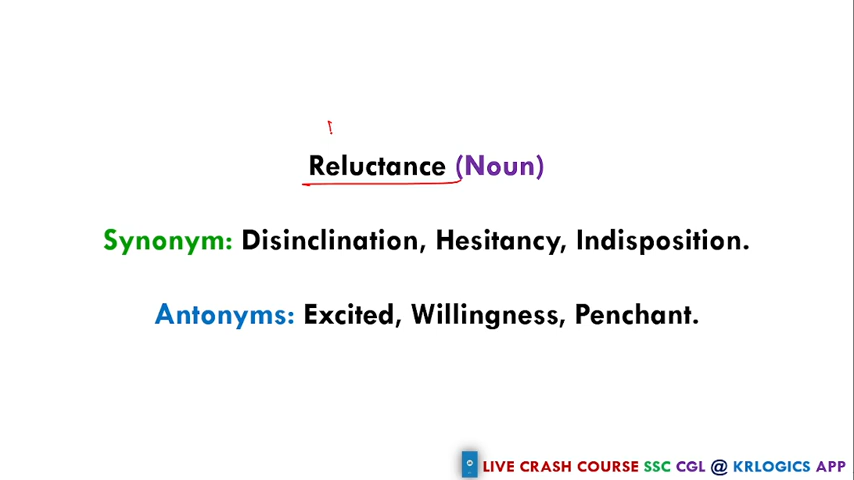 Reluctance (Noun)
Synonym: Disinclination, Hesitancy, Indisposition.
Antonyms: Excited, Willingness, Penchant.
LIVE CRASH COURSE SSC CGL @ KRLOGICS APP